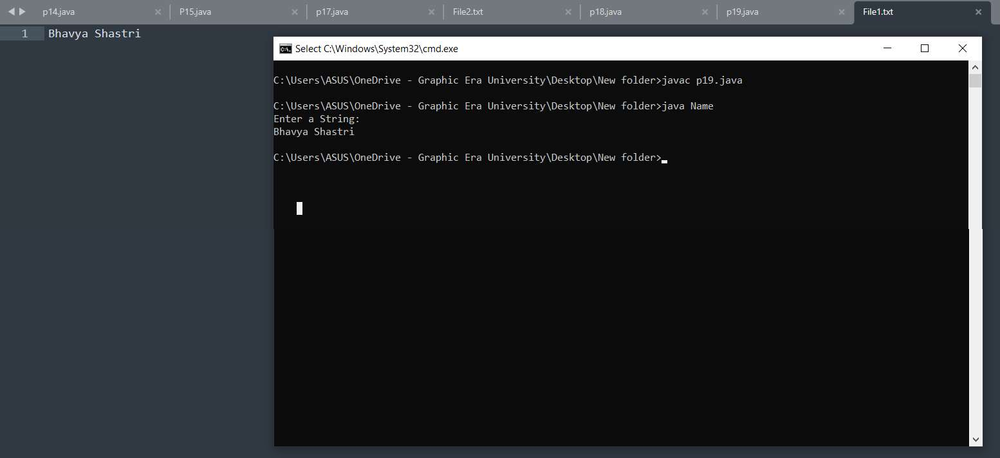 p14.java
P15.java
p17.java
File2.txt
p18.java
p19.java
File1.txt
1 Bhavya Shastri
Select C:\Windows\System32\cmd.exe
C:\Users\ASUS\OneDrive - Graphic Era University\Desktop\New folder>javac p19.java
C:\Users\ASUS\OneDrive - Graphic Era University\Desktop\New folder>java Name
Enter a String:
Bhavya Shastri
C:\Users\ASUS\OneDrive - Graphic Era University\Desktop\New folder>